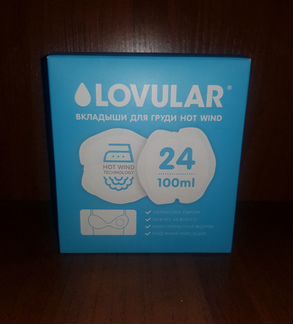 LOVULAR®
ВКЛАДЫШИ ДЛЯ ГРУДИ HOT WIND
HOT WIND
TECHNOLOGY
24
100ml